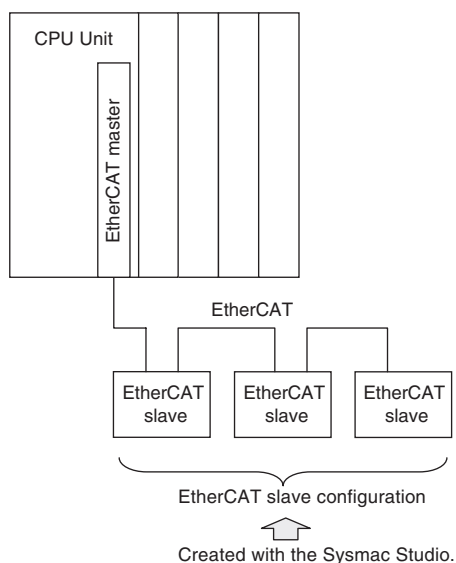 CPU Unit
EtherCAT master
EtherCAT
EtherCAT
slave
EtherCAT
slave
EtherCAT
slave
EtherCAT slave configuration
Created with the Sysmac Studio.